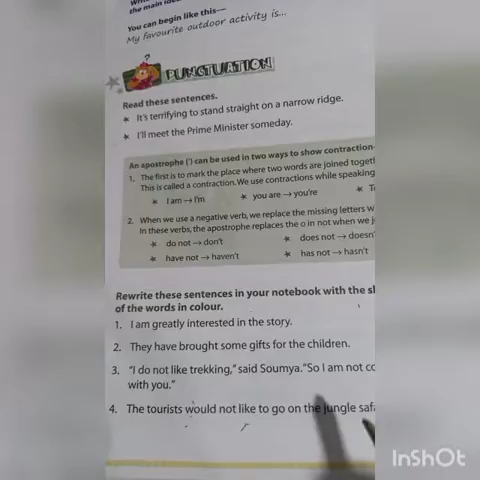 the main
You can begin like this—
My favourite outdoor activity is...
PUNCTUATION
Read these sentences.
* It's terrifying to stand straight on a narrow ridge.
* I'll meet the Prime Minister someday.
An apostrophe (') can be used in two ways to show contraction
1. The first is to mark the place where two words are joined
This is called a contraction. We use contractions while speaking
* I am → I'm * you are → you're *
2. When we use a negative verb, we replace the missing letters
In these verbs, the apostrophe replaces the o in not when we
* do not → don't * does not → doesn'
* have not → haven't * has not → hasn't
Rewrite these sentences in your notebook with the
of the words in colour.
1. I am greatly interested in the story.
2. They have brought some gifts for the children.
3. "I do not like trekking," said Soumya. "So I am not
with you."
4. The tourists would not like to go on the jungle
InShOt